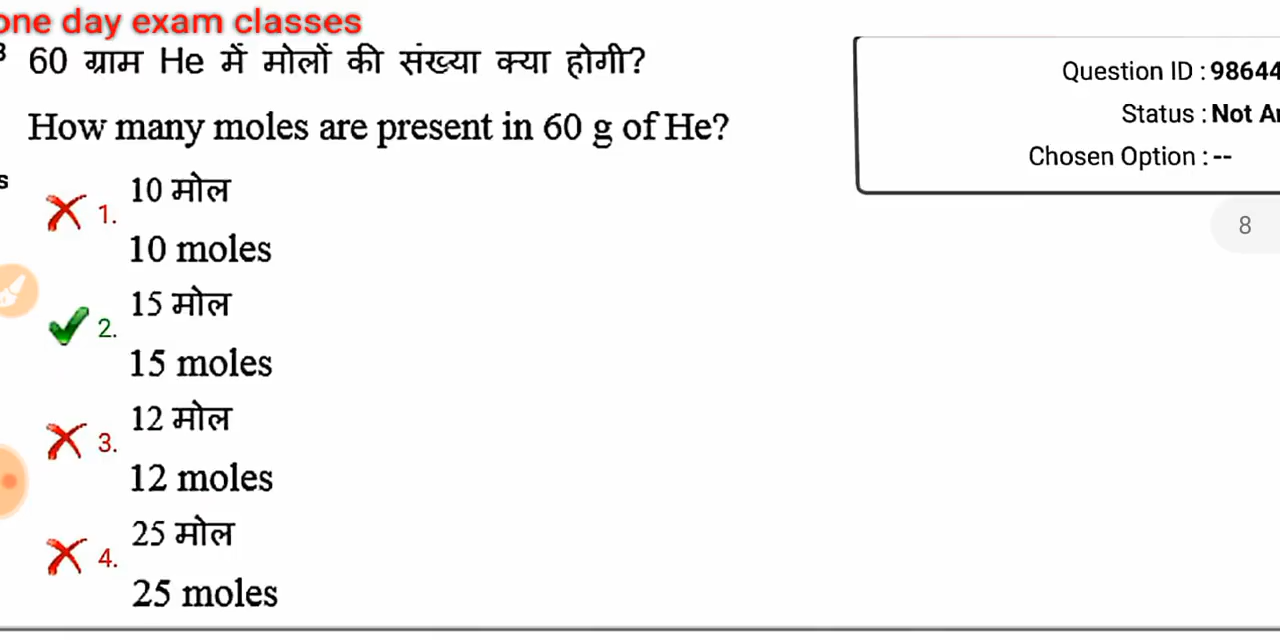 one day exam classes
60 ग्राम He में मोलों की संख्या क्या होगी?
How many moles are present in 60 g of He?
Question ID : 98644
Status : Not
Chosen Option : --
10 मोल
1.
10 moles
8
15 मोल
2.
15 moles
12 मोल
3.
12 moles
25 मोल
4.
25 moles